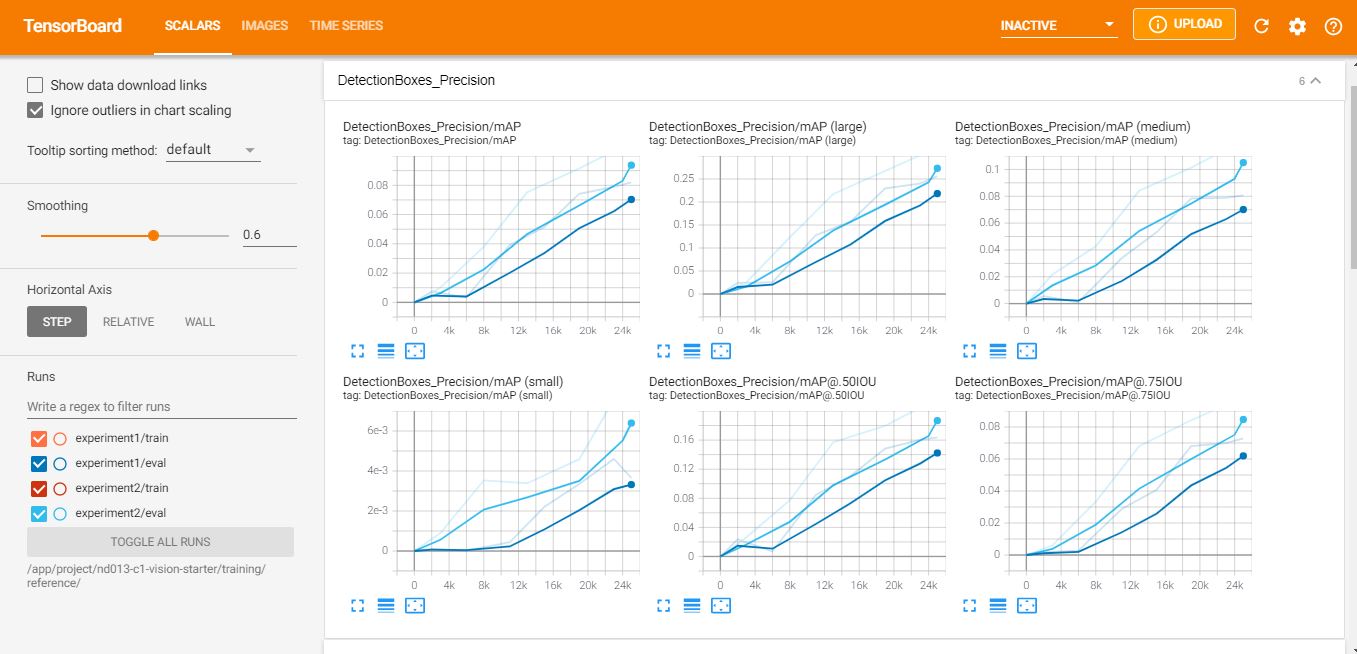 TensorBoard SCALARS IMAGES TIME SERIES INACTIVE UPLOAD
Show data download links
Ignore outliers in chart scaling
Tooltip sorting method: default
Smoothing
0.6
Horizontal Axis
STEP RELATIVE WALL
Runs
Write a regex to filter runs
experiment1/train
experiment1/eval
experiment2/train
experiment2/eval
TOGGLE ALL RUNS
/app/project/nd013-c1-vision-starter/training/
reference/
DetectionBoxes_Precision 6
DetectionBoxes_Precision/mAP
tag: DetectionBoxes_Precision/mAP
0.08
0.06
0.04
0.02
0
0 4k 8k 12k 16k 20k 24k
DetectionBoxes_Precision/mAP (large)
tag: DetectionBoxes_Precision/mAP (large)
0.25
0.2
0.15
0.1
0.05
0
0 4k 8k 12k 16k 20k 24k
DetectionBoxes_Precision/mAP (medium)
tag: DetectionBoxes_Precision/mAP (medium)
0.1
0.08
0.06
0.04
0.02
0
0 4k 8k 12k 16k 20k 24k
DetectionBoxes_Precision/mAP (small)
tag: DetectionBoxes_Precision/mAP (small)
6e-3
4e-3
2e-3
0
0 4k 8k 12k 16k 20k 24k
DetectionBoxes_Precision/mAP@.50IOU
tag: DetectionBoxes_Precision/mAP@.50IOU
0.16
0.12
0.08
0.04
0
0 4k 8k 12k 16k 20k 24k
DetectionBoxes_Precision/mAP@.75IOU
tag: DetectionBoxes_Precision/mAP@.75IOU
0.08
0.06
0.04
0.02
0
0 4k 8k 12k 16k 20k 24k